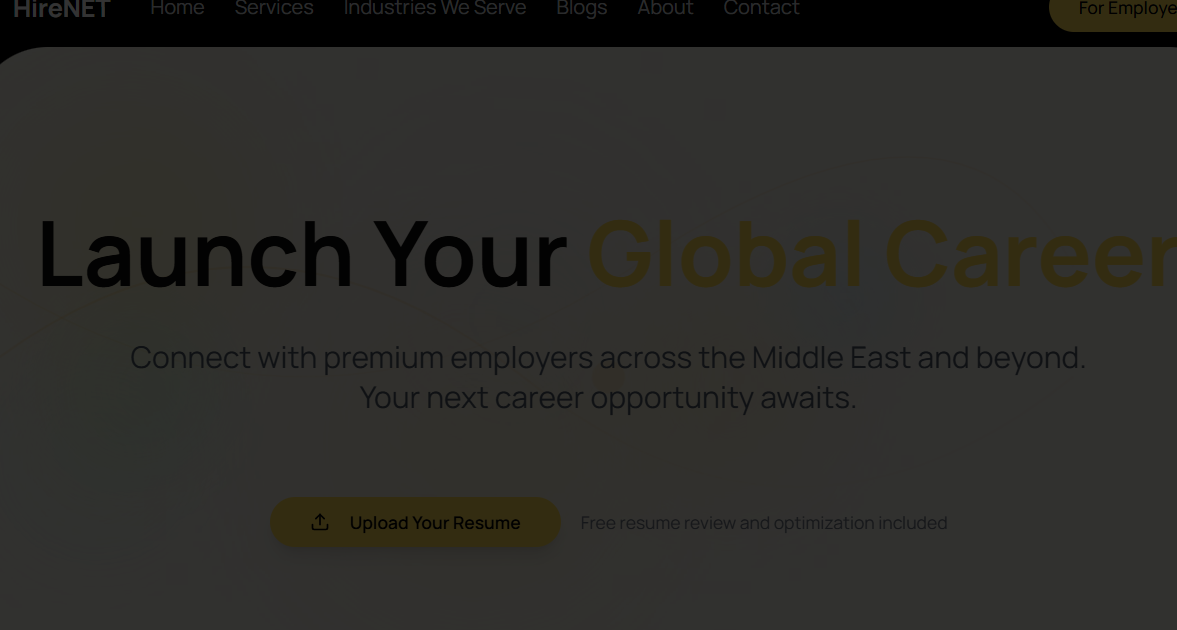 HireNET Home Services Industries We Serve Blogs About Contact For Employe
Launch Your Global Career
Connect with premium employers across the Middle East and beyond.
Your next career opportunity awaits.
Upload Your Resume Free resume review and optimization included